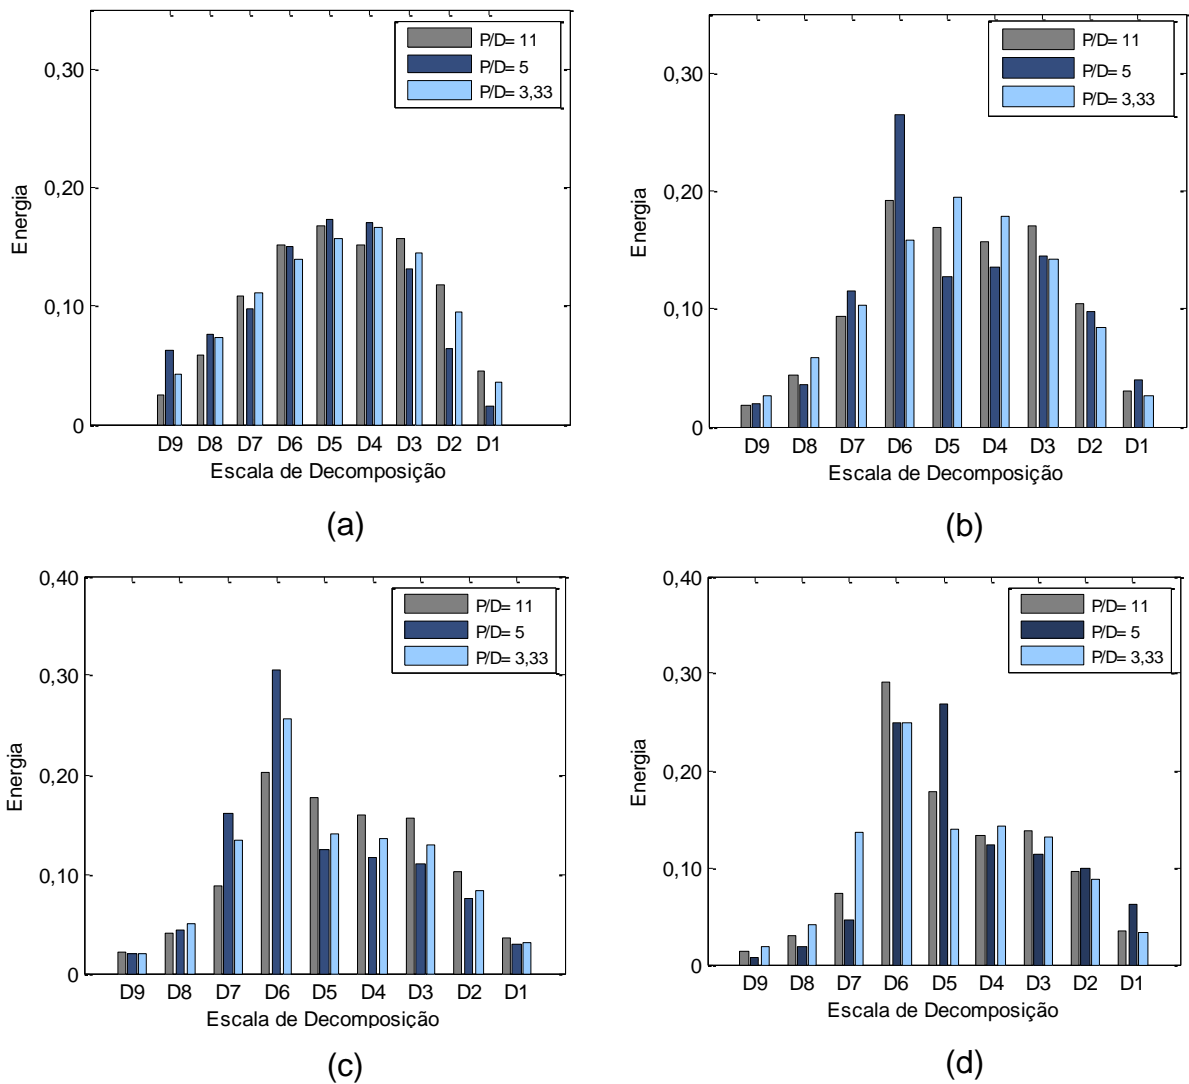 P/D= 11
P/D= 5
P/D= 3,33
0,30
0,20
0,10
0
Energia
D9 D8 D7 D6 D5 D4 D3 D2 D1
Escala de Decomposição
(a)
P/D= 11
P/D= 5
P/D= 3,33
0,30
0,20
0,10
0
Energia
D9 D8 D7 D6 D5 D4 D3 D2 D1
Escala de Decomposição
(b)
0,40
P/D= 11
P/D= 5
P/D= 3,33
0,30
0,20
0,10
0
Energia
D9 D8 D7 D6 D5 D4 D3 D2 D1
Escala de Decomposição
(c)
0,40
P/D= 11
P/D= 5
P/D= 3,33
0,30
0,20
0,10
0
Energia
D9 D8 D7 D6 D5 D4 D3 D2 D1
Escala de Decomposição
(d)